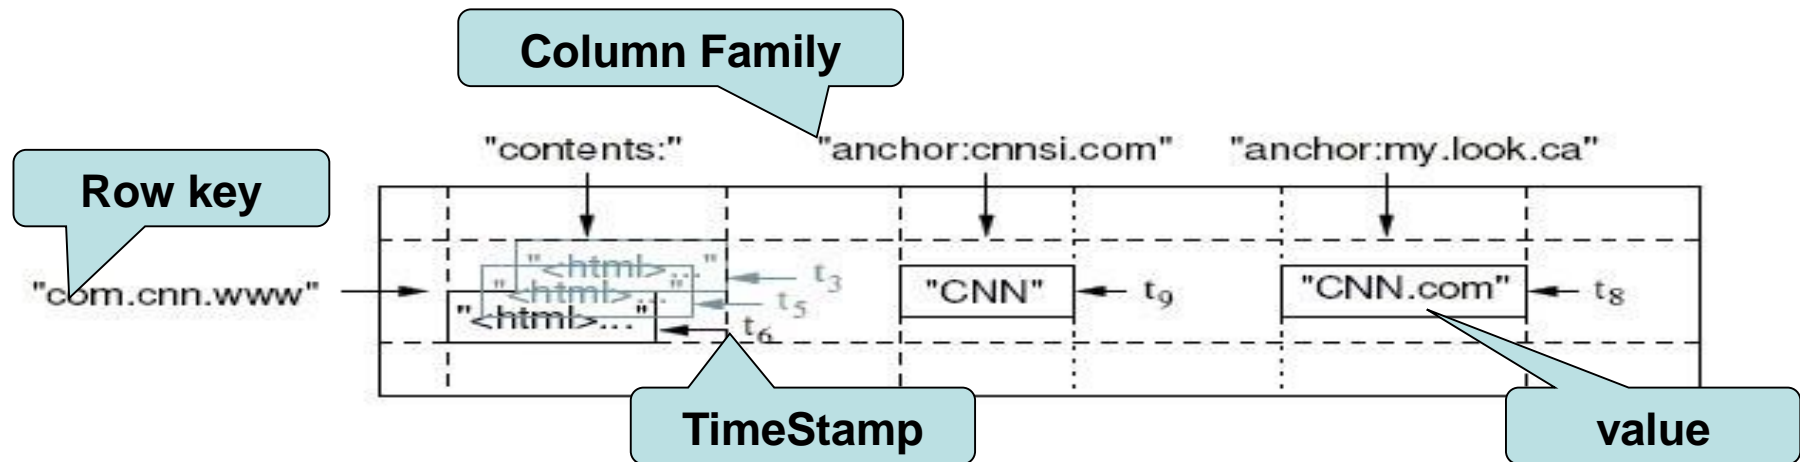 Column Family
"contents:" "anchor:cnnsi.com" "anchor:my.look.ca"
Row key
"<html>..." t3
"com.cnn.www" "<html>..." t5 "CNN" t9 "CNN.com" t8
"<html>..." t6
TimeStamp value